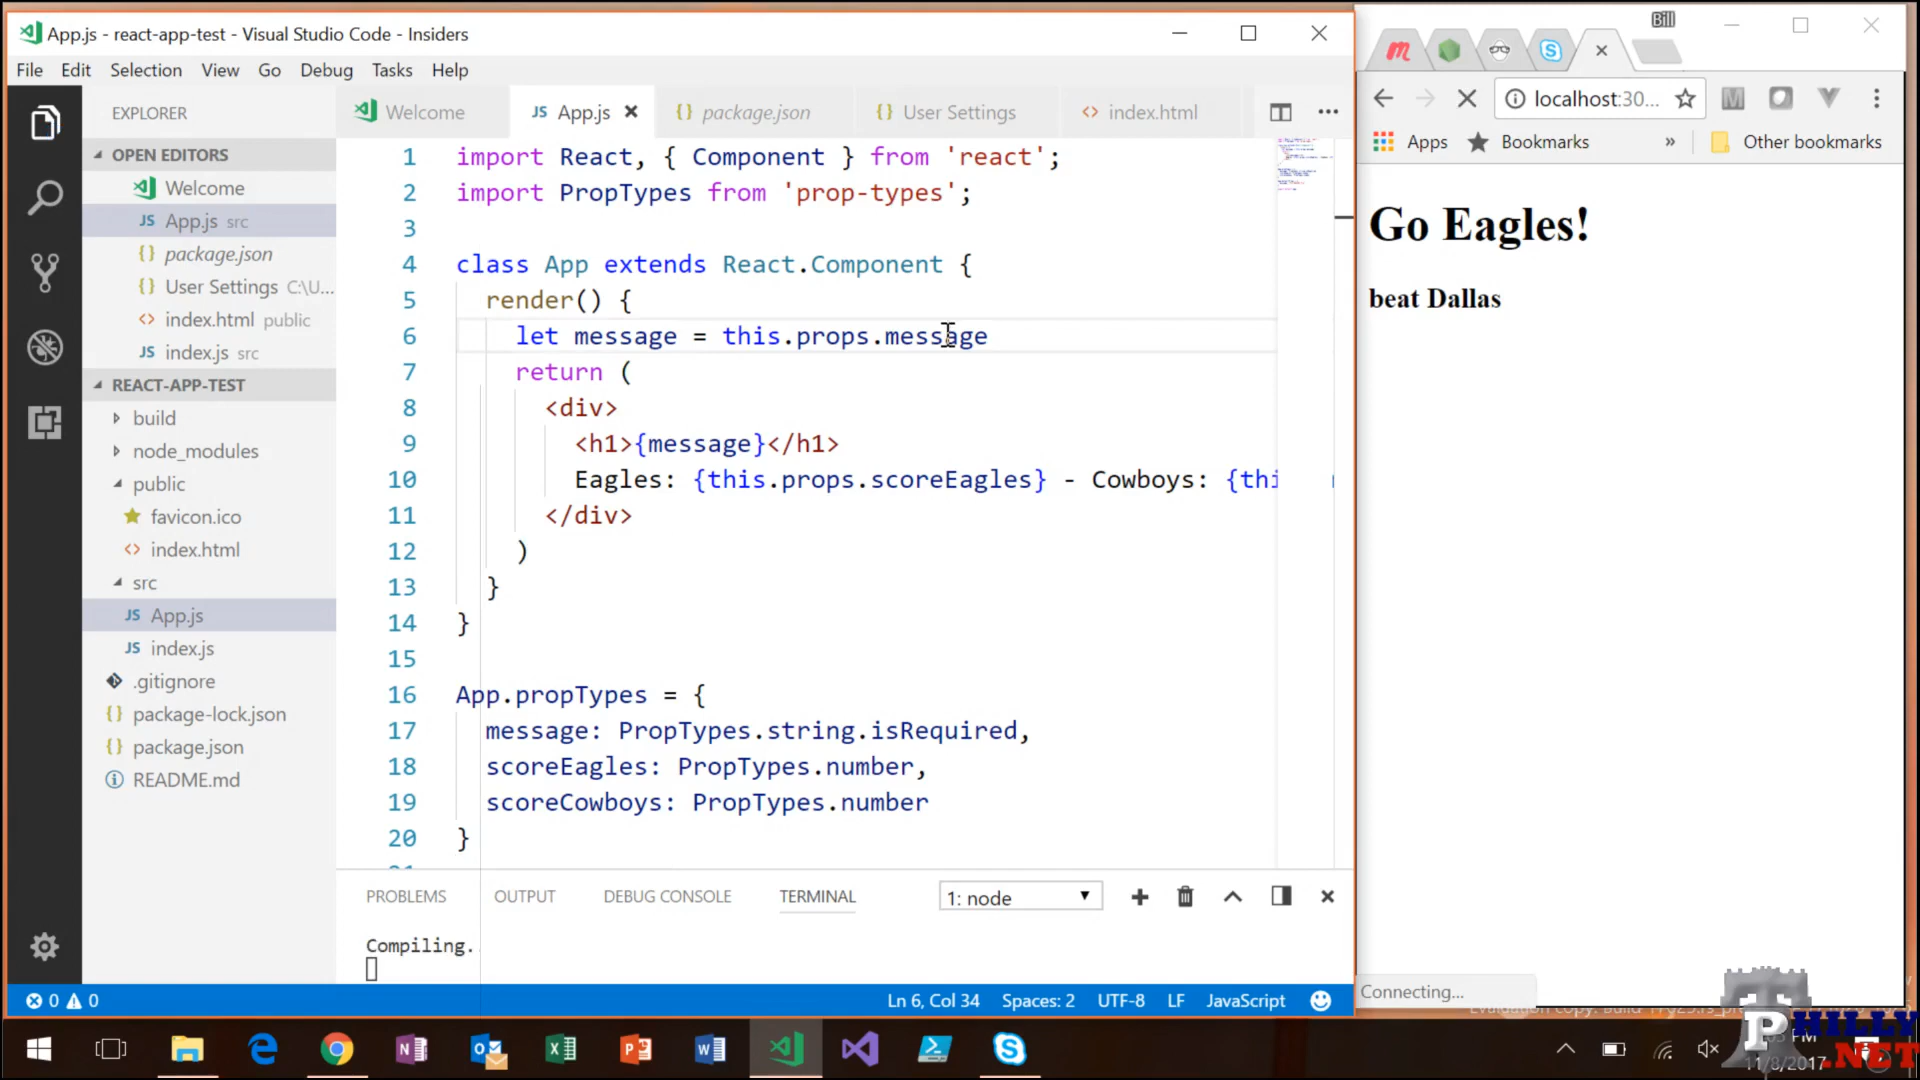 App.js - react-app-test - Visual Studio Code - Insiders
File Edit Selection View Go Debug Tasks Help
EXPLORER
OPEN EDITORS
Welcome
App.js src
package.json
User Settings C:\U...
index.html public
index.js src
REACT-APP-TEST
build
node_modules
public
favicon.ico
index.html
src
App.js
index.js
.gitignore
package-lock.json
package.json
README.md
Welcome App.js package.json User Settings index.html
1 import React, { Component } from 'react';
2 import PropTypes from 'prop-types';
3
4 class App extends React.Component {
5 render() {
6 let message = this.props.message
7 return (
8 <div>
9 <h1>{message}</h1>
10 Eagles: {this.props.scoreEagles} - Cowboys: {thi
11 </div>
12 )
13 }
14 }
15
16 App.propTypes = {
17 message: PropTypes.string.isRequired,
18 scoreEagles: PropTypes.number,
19 scoreCowboys: PropTypes.number
20 }
PROBLEMS OUTPUT DEBUG CONSOLE TERMINAL 1: node
Compiling.
0 0 Ln 6, Col 34 Spaces: 2 UTF-8 LF JavaScript
Bill
localhost:30...
Apps Bookmarks » Other bookmarks
Go Eagles!
beat Dallas
Connecting...
PM
11/8/2017
PHILLY
.NET